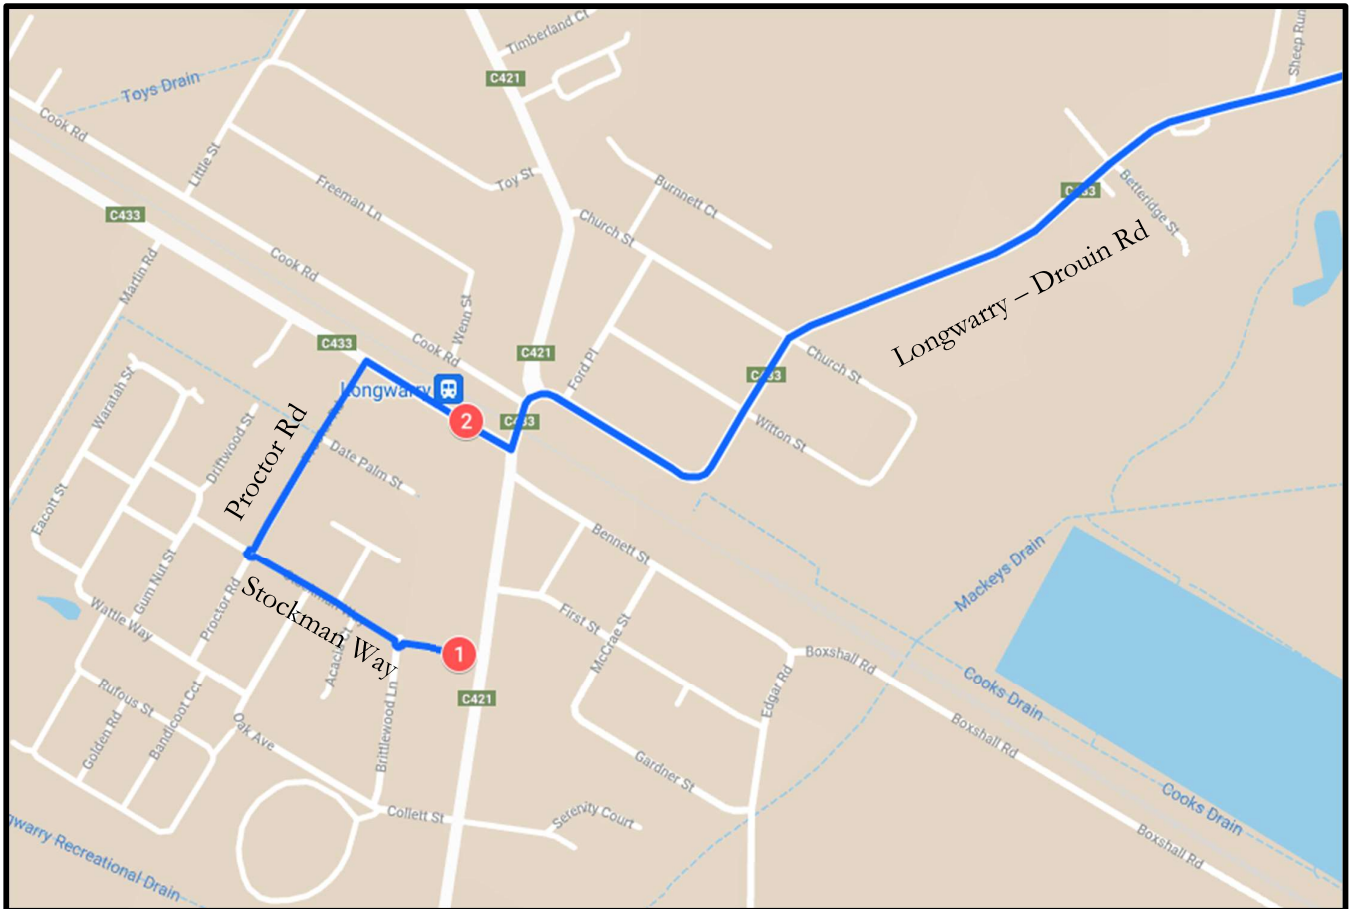 Timberland Ct
Sheep Run
C421
Toys Drain
Cook Rd
Little St
Toy St
Freeman Ln
Burnett Ct
Betteridge St
C433
C433
Church St
Longwarry – Drouin Rd
Cook Rd
Martin Rd
Wenn St
C433
Cook Rd
C421
Ford Pl
Church St
C433
Longwarry
2
C433
Waratah St
Driftwood St
Proctor Rd
Date Palm St
Witton St
Eacott St
Bennett St
Mackeys Drain
Gum Nut St
Proctor Rd
Stockman Way
Wattle Way
First St
McCrae St
Acacia
1
Boxshall Rd
Cooks Drain
C421
Edgar Rd
Rufous St
Bandicoot Cct
Golden Rd
Oak Ave
Brittlewood Ln
Boxshall Rd
Gardner St
Collett St
Serenity Court
Cooks Drain
Boxshall Rd
gwarry Recreational Drain